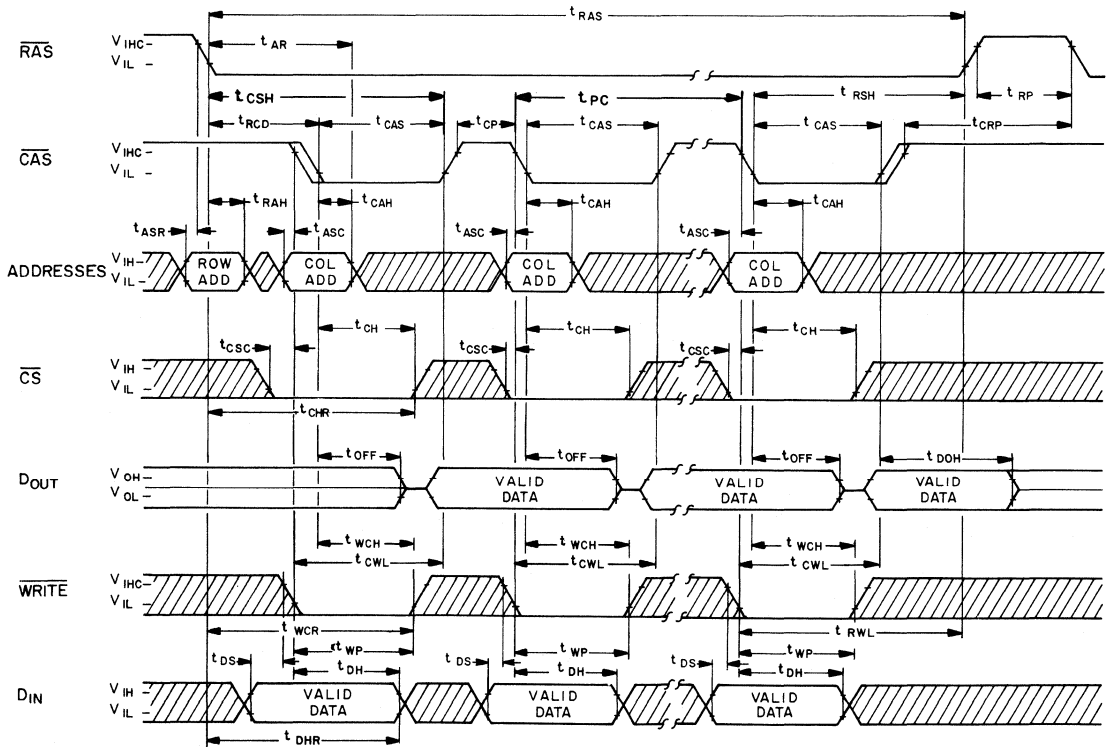 t RAS
RAS
V IHC
V IL
t AR
t CSH
t PC
t RSH
t RP
t RCD
t CAS
t CP
t CAS
t CAS
t CRP
CAS
V IHC
V IL
t RAH
t CAH
t CAH
t CAH
t ASR
t ASC
t ASC
t ASC
ADDRESSES
V IH
V IL
ROW ADD
COL ADD
COL ADD
COL ADD
t CH
t CH
t CH
t CSC
t CSC
t CSC
CS
V IH
V IL
t CHR
t OFF
t OFF
t OFF
t DOH
D OUT
V OH
V OL
VALID DATA
VALID DATA
VALID DATA
t WCH
t WCH
t WCH
t CWL
t CWL
t CWL
WRITE
V IHC
V IL
t WCR
t RWL
t WP
t WP
t WP
t DS
t DH
t DS
t DH
t DS
t DH
D IN
V IH
V IL
VALID DATA
VALID DATA
VALID DATA
t DHR